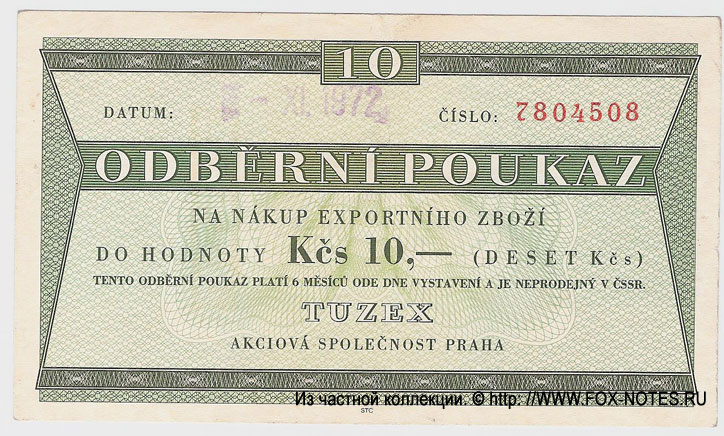 10
DATUM: - XI. 1972 ČÍSLO: 7804508
ODBĚRNÍ POUKAZ
NA NÁKUP EXPORTNÍHO ZBOŽÍ
DO HODNOTY Kčs 10,— (DESET Kčs)
TENTO ODBĚRNÍ POUKAZ PLATÍ 6 MĚSÍCŮ ODE DNE VYSTAVENÍ A JE NEPRODEJNÝ V ČSSR.
TUZEX
AKCIOVÁ SPOLEČNOST PRAHA
Из частной коллекции. © http: //www.FOX-NOTES.РУ
STC